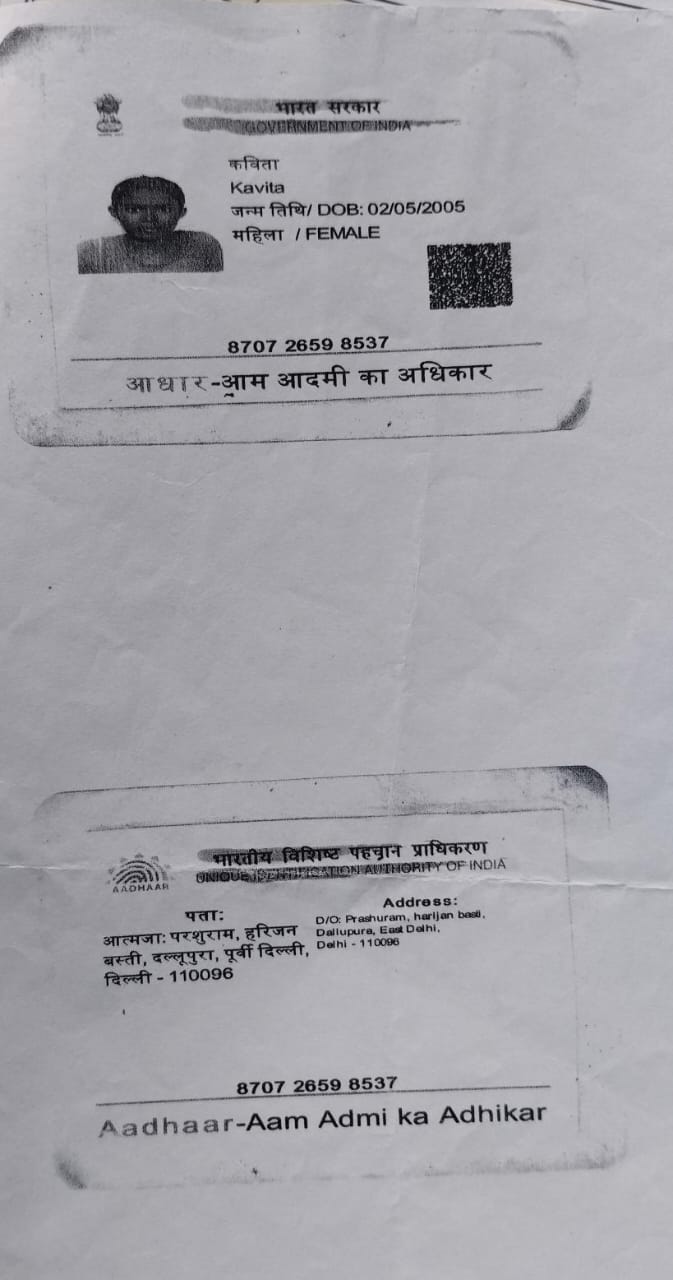 भारत सरकार
GOVERNMENT OF INDIA
कविता
Kavita
जन्म तिथि/ DOB: 02/05/2005
महिला / FEMALE
8707 2659 8537
आधार-आम आदमी का अधिकार
भारतीय विशिष्ट पहचान प्राधिकरण
UNIQUE IDENTIFICATION AUTHORITY OF INDIA
AADHAAR
पता:
आत्मजा: परशुराम, हरिजन
बस्ती, दल्लूपुरा, पूर्वी दिल्ली,
दिल्ली - 110096
Address:
D/O: Prashuram, harijan basti,
Dallupura, East Delhi,
Delhi - 110096
8707 2659 8537
Aadhaar-Aam Admi ka Adhikar